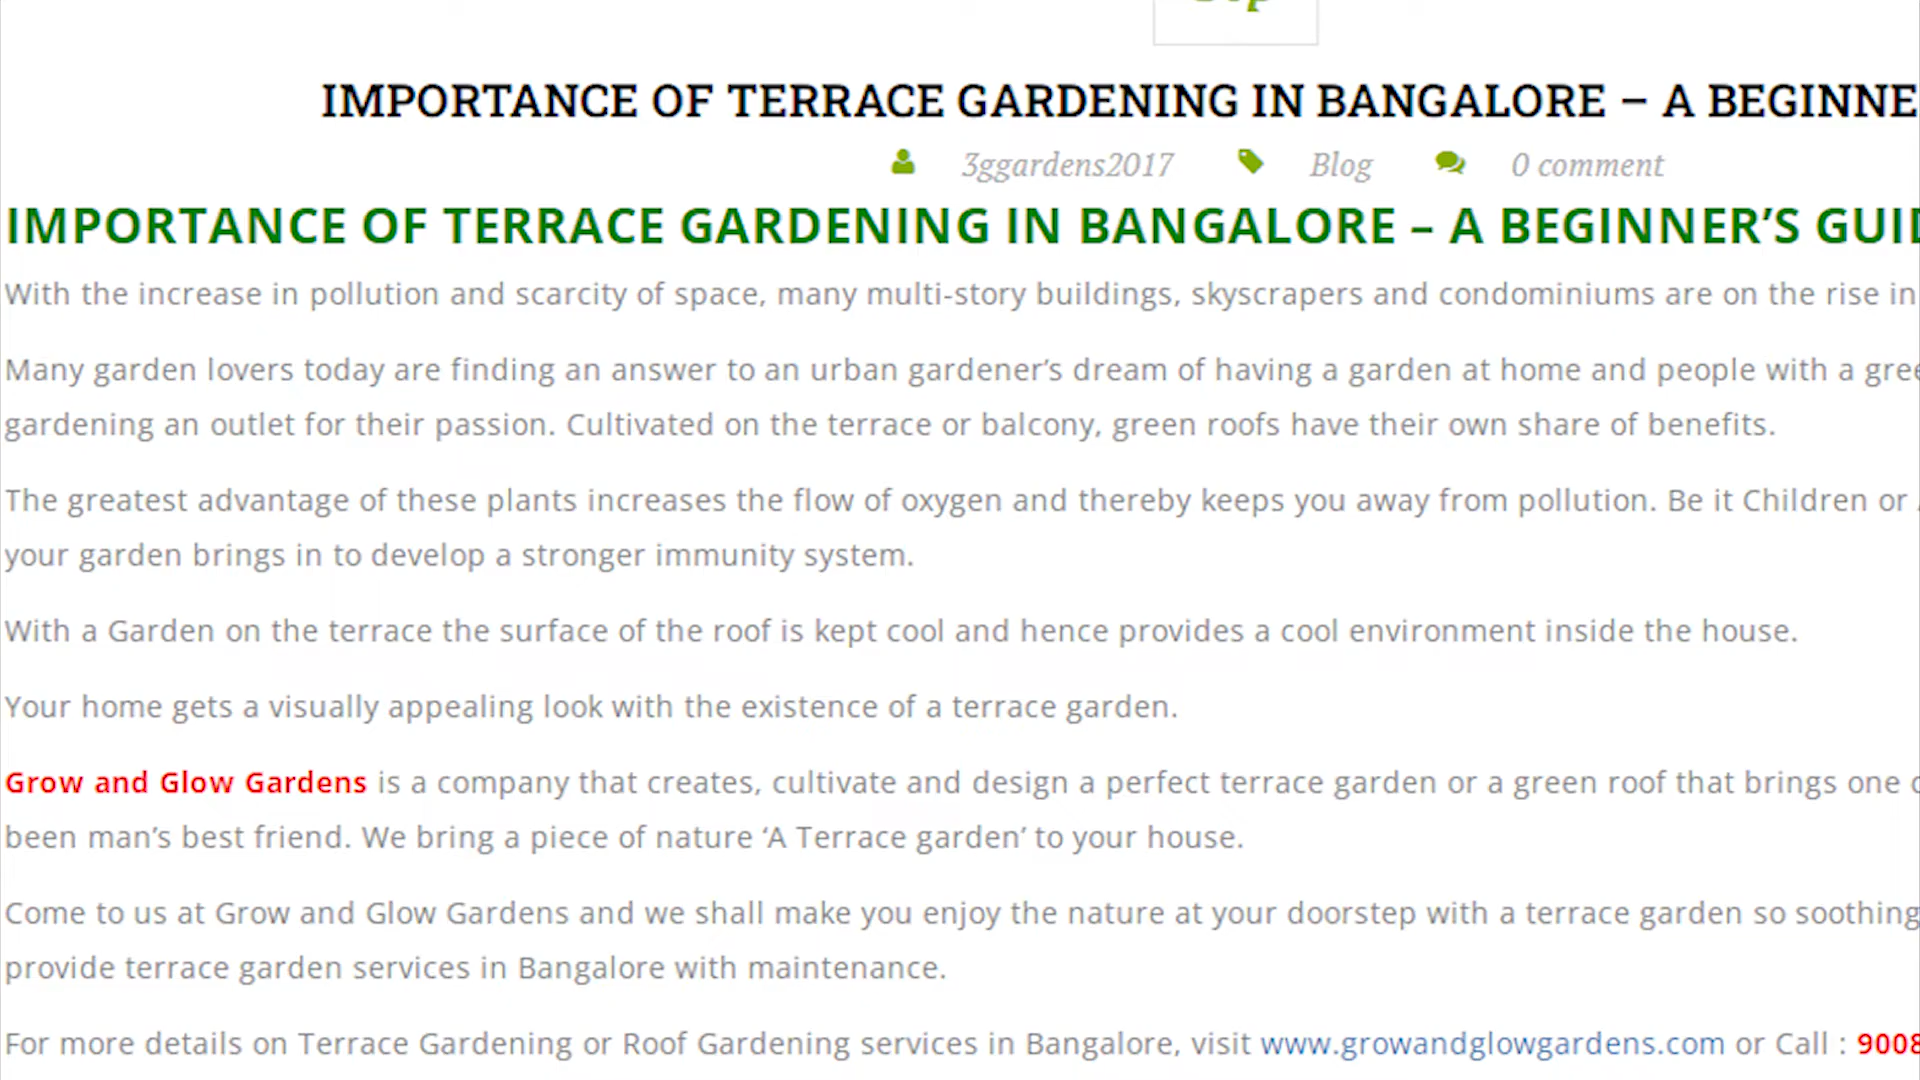 IMPORTANCE OF TERRACE GARDENING IN BANGALORE – A BEGINNE
3ggardens2017 Blog 0 comment
IMPORTANCE OF TERRACE GARDENING IN BANGALORE – A BEGINNER’S GUI
With the increase in pollution and scarcity of space, many multi-story buildings, skyscrapers and condominiums are on the rise in
Many garden lovers today are finding an answer to an urban gardener’s dream of having a garden at home and people with a gre
gardening an outlet for their passion. Cultivated on the terrace or balcony, green roofs have their own share of benefits.
The greatest advantage of these plants increases the flow of oxygen and thereby keeps you away from pollution. Be it Children or
your garden brings in to develop a stronger immunity system.
With a Garden on the terrace the surface of the roof is kept cool and hence provides a cool environment inside the house.
Your home gets a visually appealing look with the existence of a terrace garden.
Grow and Glow Gardens is a company that creates, cultivate and design a perfect terrace garden or a green roof that brings one
been man’s best friend. We bring a piece of nature ‘A Terrace garden’ to your house.
Come to us at Grow and Glow Gardens and we shall make you enjoy the nature at your doorstep with a terrace garden so soothing
provide terrace garden services in Bangalore with maintenance.
For more details on Terrace Gardening or Roof Gardening services in Bangalore, visit www.growandglowgardens.com or Call : 9008